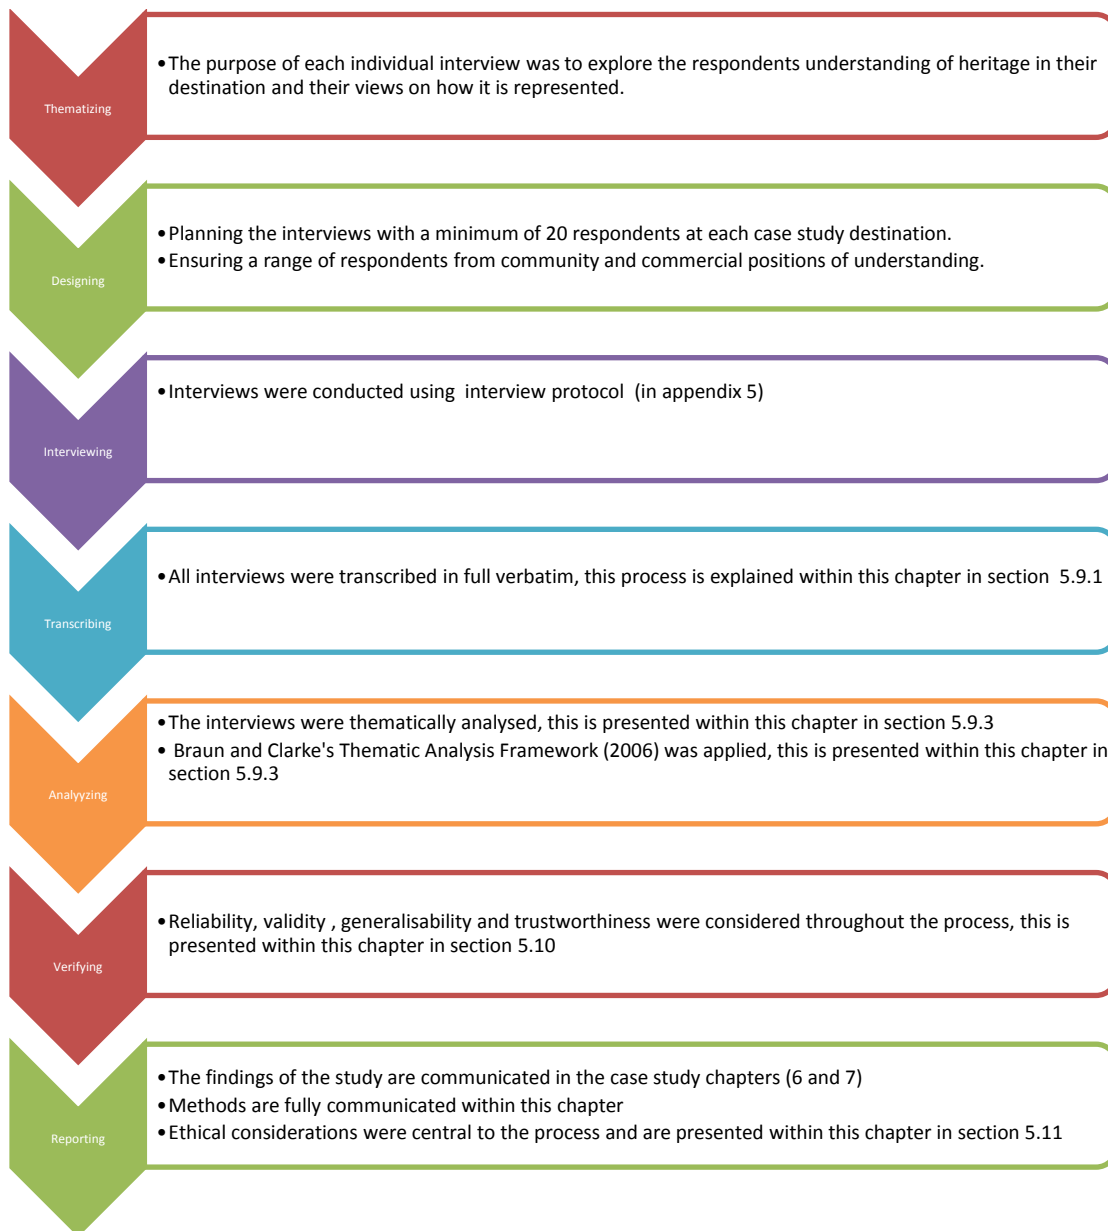 Thematizing
•The purpose of each individual interview was to explore the respondents understanding of heritage in their
destination and their views on how it is represented.
Designing
•Planning the interviews with a minimum of 20 respondents at each case study destination.
•Ensuring a range of respondents from community and commercial positions of understanding.
Interviewing
•Interviews were conducted using  interview protocol  (in appendix 5)
Transcribing
•All interviews were transcribed in full verbatim, this process is explained within this chapter in section  5.9.1
Analyyzing
•The interviews were thematically analysed, this is presented within this chapter in section 5.9.3
• Braun and Clarke's Thematic Analysis Framework (2006) was applied, this is presented within this chapter in
section 5.9.3
Verifying
•Reliability, validity , generalisability and trustworthiness were considered throughout the process, this is
presented within this chapter in section 5.10
Reporting
•The findings of the study are communicated in the case study chapters (6 and 7)
•Methods are fully communicated within this chapter
•Ethical considerations were central to the process and are presented within this chapter in section 5.11